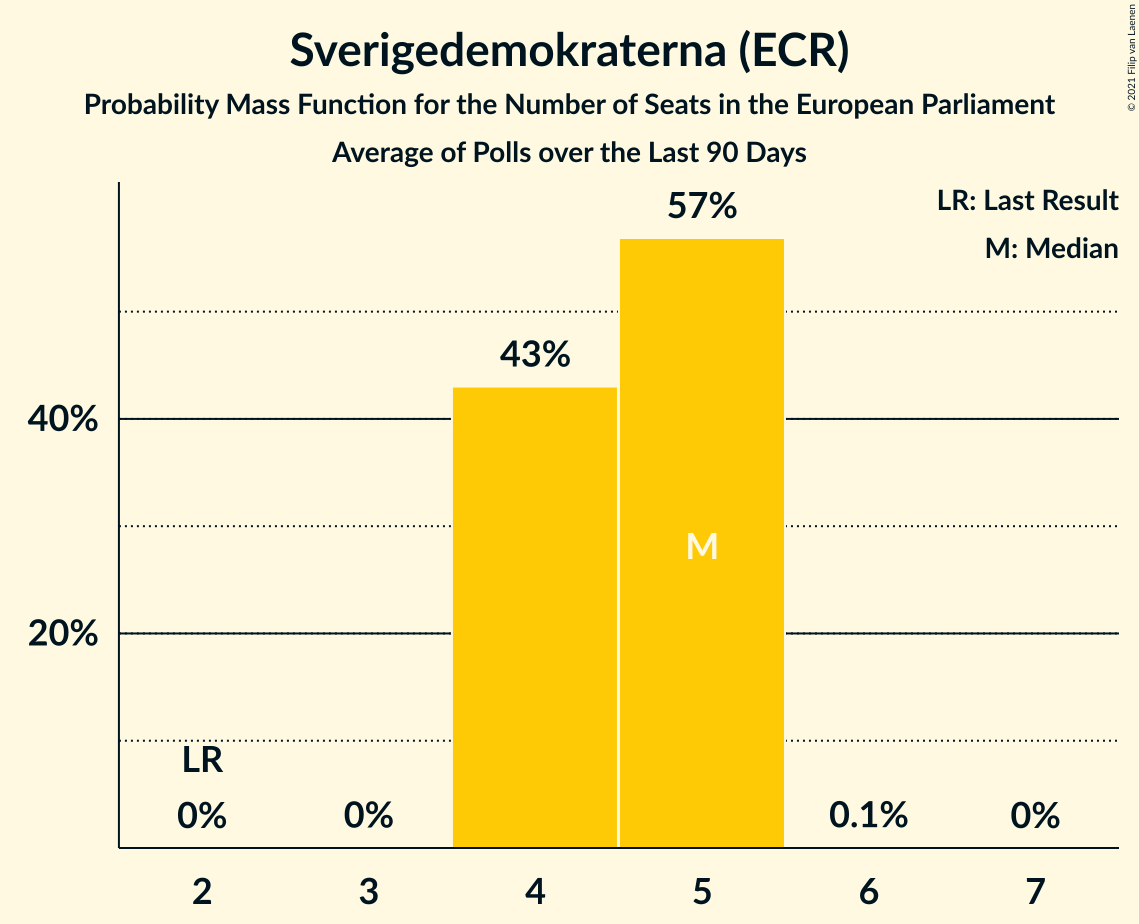 Sverigedemokraterna (ECR)
Probability Mass Function for the Number of Seats in the European Parliament
Average of Polls over the Last 90 Days
© 2021 Filip van Laenen
LR: Last Result
M: Median
57%
43%
40%
M
20%
LR
0%
0%
0.1%
0%
2
3
4
5
6
7